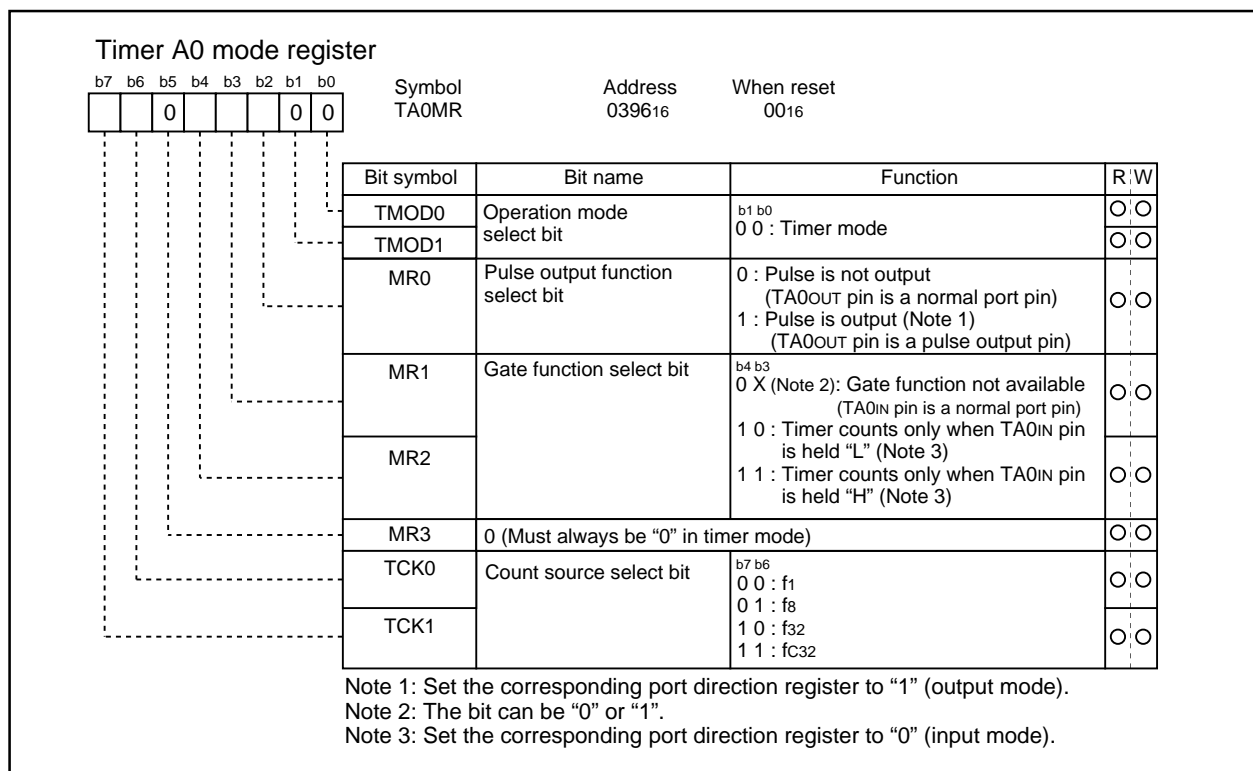 Timer A0 mode register
b7 b6 b5 b4 b3 b2 b1 b0
Symbol Address When reset
0 0 0 TA0MR 039616 0016
Bit symbol Bit name Function R W
TMOD0 Operation mode select bit
b1 b0
0 0 : Timer mode
TMOD1
MR0 Pulse output function select bit
0 : Pulse is not output
(TA0OUT pin is a normal port pin)
1 : Pulse is output (Note 1)
(TA0OUT pin is a pulse output pin)
MR1 Gate function select bit
b4 b3
0 X (Note 2): Gate function not available
(TA0IN pin is a normal port pin)
1 0 : Timer counts only when TA0IN pin
is held “L” (Note 3)
MR2
1 1 : Timer counts only when TA0IN pin
is held “H” (Note 3)
MR3 0 (Must always be “0” in timer mode)
TCK0 Count source select bit
b7 b6
0 0 : f1
0 1 : f8
TCK1
1 0 : f32
1 1 : fC32
Note 1: Set the corresponding port direction register to “1” (output mode).
Note 2: The bit can be “0” or “1”.
Note 3: Set the corresponding port direction register to “0” (input mode).